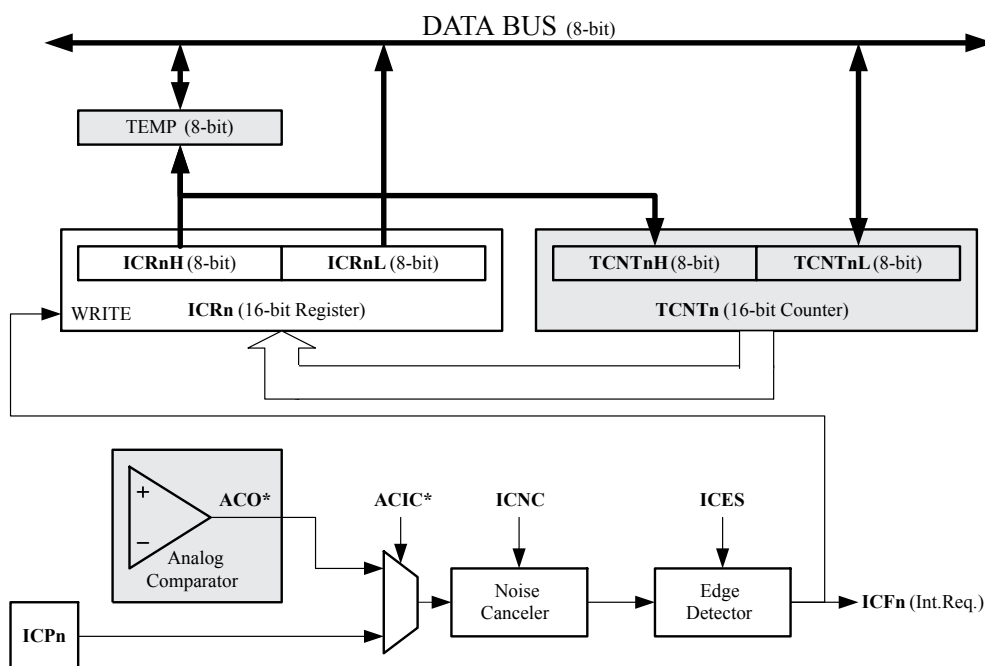 DATA BUS (8-bit)
TEMP (8-bit)
ICRnH (8-bit)
ICRnL (8-bit)
TCNTnH (8-bit)
TCNTnL (8-bit)
WRITE
ICRn (16-bit Register)
TCNTn (16-bit Counter)
+
−
ACO*
Analog
Comparator
ACIC*
ICNC
ICES
Noise
Canceler
Edge
Detector
ICFn (Int.Req.)
ICPn